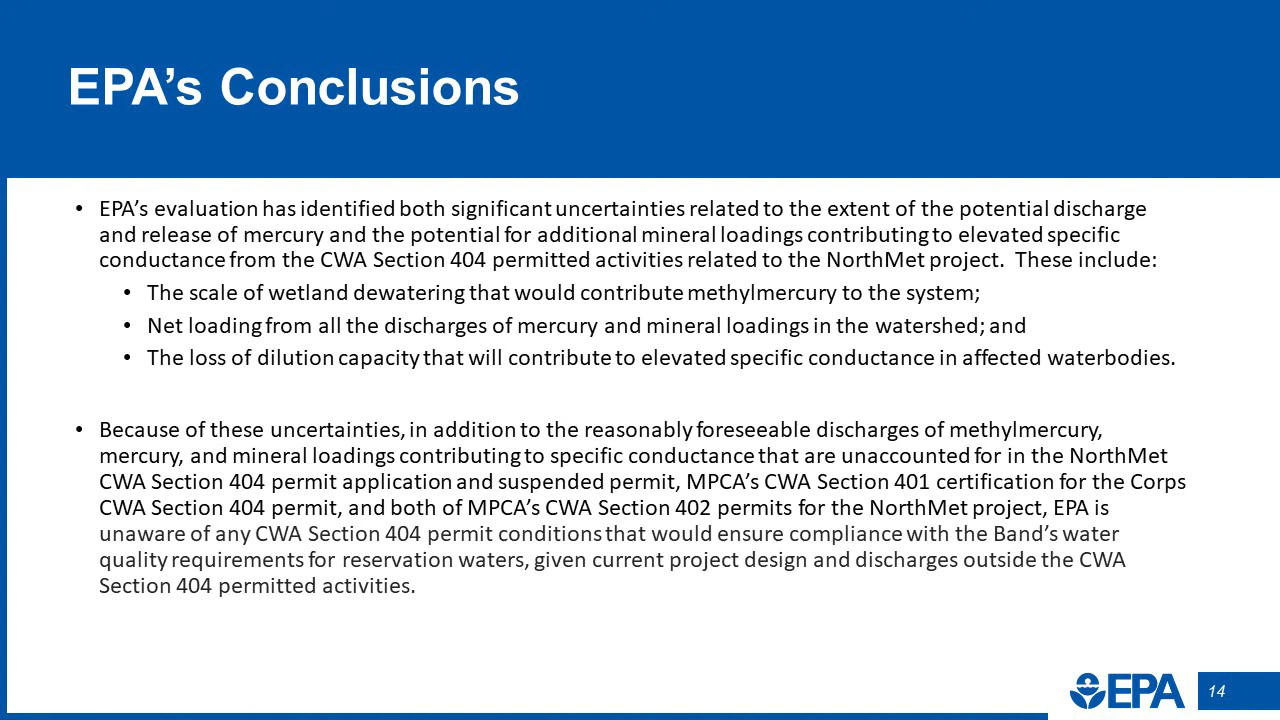 EPA’s Conclusions
• EPA’s evaluation has identified both significant uncertainties related to the extent of the potential discharge
and release of mercury and the potential for additional mineral loadings contributing to elevated specific
conductance from the CWA Section 404 permitted activities related to the NorthMet project.  These include:
• The scale of wetland dewatering that would contribute methylmercury to the system;
• Net loading from all the discharges of mercury and mineral loadings in the watershed; and
• The loss of dilution capacity that will contribute to elevated specific conductance in affected waterbodies.
• Because of these uncertainties, in addition to the reasonably foreseeable discharges of methylmercury,
mercury, and mineral loadings contributing to specific conductance that are unaccounted for in the NorthMet
CWA Section 404 permit application and suspended permit, MPCA’s CWA Section 401 certification for the Corps
CWA Section 404 permit, and both of MPCA’s CWA Section 402 permits for the NorthMet project, EPA is
unaware of any CWA Section 404 permit conditions that would ensure compliance with the Band’s water
quality requirements for reservation waters, given current project design and discharges outside the CWA
Section 404 permitted activities.
EPA
14